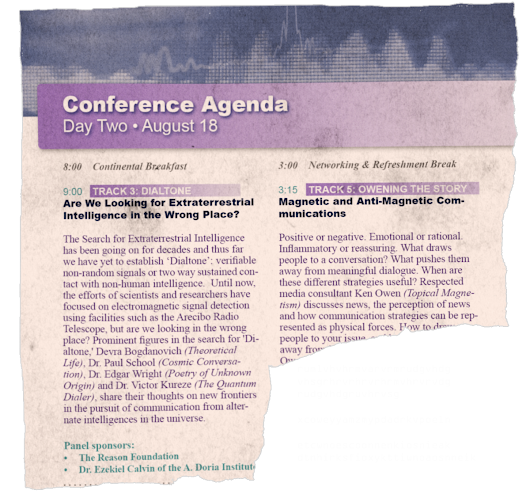 Conference Agenda
Day Two • August 18
8:00 Continental Breakfast
9:00 TRACK 3: DIALTONE
Are We Looking for Extraterrestrial
Intelligence in the Wrong Place?
The Search for Extraterrestrial Intelligence
has been going on for decades and thus far
we have yet to establish 'Dialtone': verifiable
non-random signals or two way sustained con-
tact with non-human intelligence. Until now,
the efforts of scientists and researchers have
focused on electromagnetic signal detection
using facilities such as the Arecibo Radio
Telescope, but are we looking in the wrong
place? Prominent figures in the search for 'Di-
altone,' Devra Bogdanovich (Theoretical
Life), Dr. Paul School (Cosmic Conversa-
tion), Dr. Edgar Wright (Poetry of Unknown
Origin) and Dr. Victor Kureze (The Quantum
Dialer), share their thoughts on new frontiers
in the pursuit of communication from alter-
nate intelligences in the universe.
Panel sponsors:
• The Reason Foundation
• Dr. Ezekiel Calvin of the A. Doria Institute
3:00 Networking & Refreshment Break
3:15 TRACK 5: OWENING THE STORY
Magnetic and Anti-Magnetic Com-
munications
Positive or negative. Emotional or rational.
Inflammatory or reassuring. What draws
people to a conversation? What pushes them
away from meaningful dialogue. When are
these different strategies useful? Respected
media consultant Ken Owen (Topical Magne-
tism) discusses news, the perception of news
and how communication strategies can be rep-
resented as physical forces. How to draw
people to your issue
away from